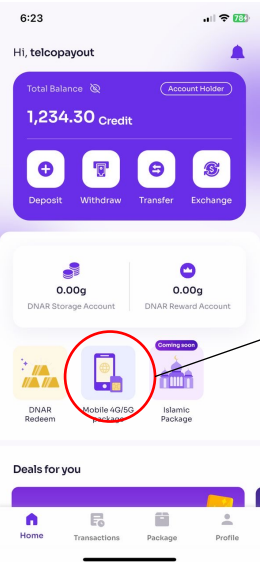 6:23
78
Hi, telcopayout
Total Balance
Account Holder
1,234.30 Credit
Deposit
Withdraw
Transfer
Exchange
0.00g
0.00g
DNAR Storage Account
DNAR Reward Account
Coming soon
DNAR
Redeem
Mobile 4G/5G
package
Islamic
Package
Deals for you
Home
Transactions
Package
Profile